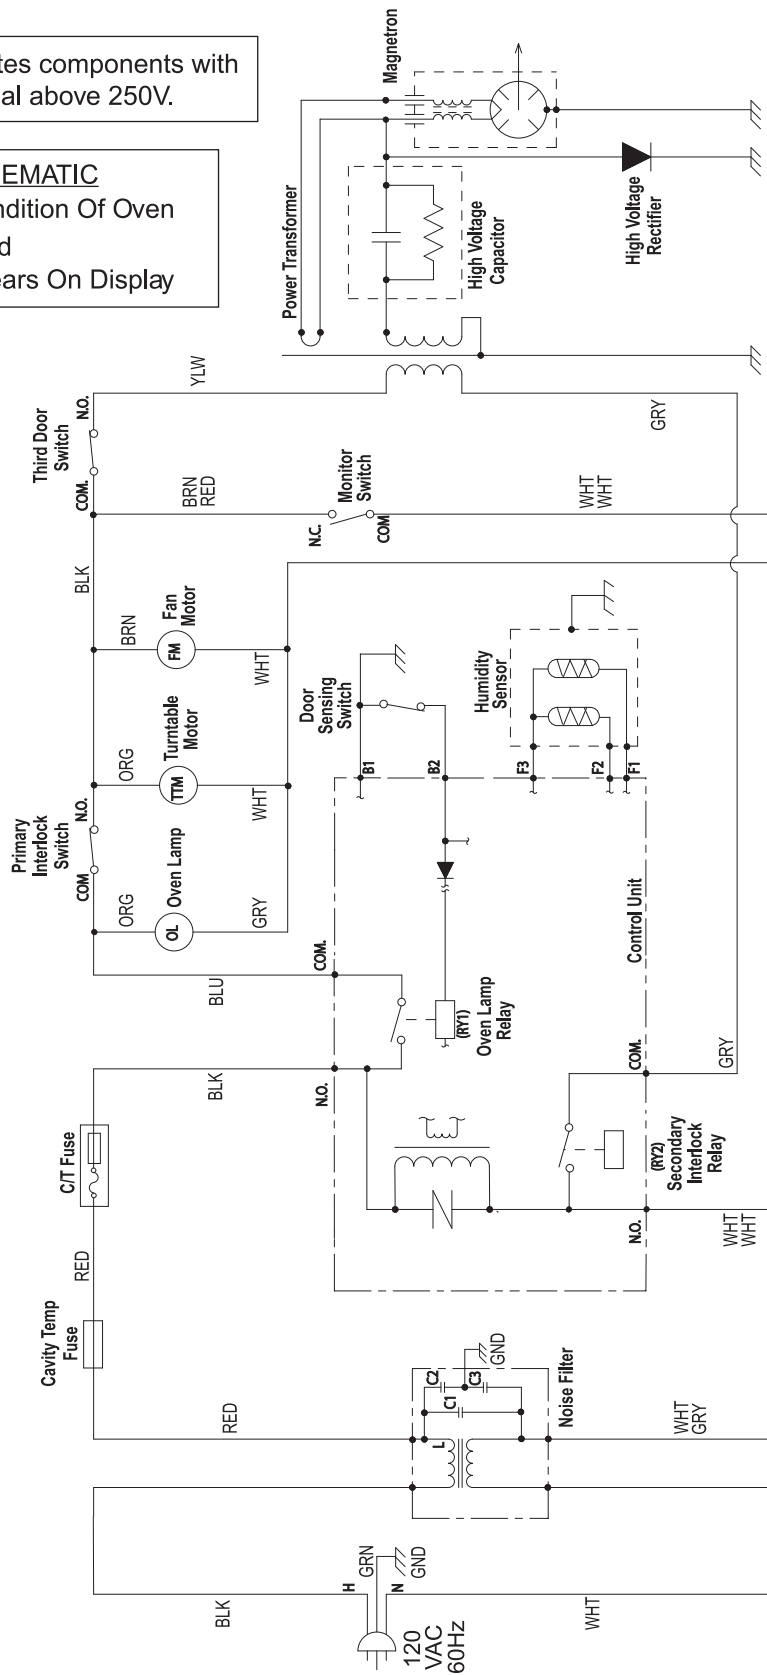 tes components with
al above 250V.
EMATIC
ndition Of Oven
d
ears On Display
Magnetron
Power Transformer
High Voltage
Capacitor
High Voltage
Rectifier
YLW
GRY
Third Door
Switch
COM.
N.O.
BRN
RED
N.C.
COM
Monitor
Switch
WHT
WHT
BLK
BRN
FM
Fan
Motor
WHT
ORG
TTM
Turntable
Motor
WHT
Primary
Interlock
Switch
COM
N.O.
ORG
OL
Oven Lamp
GRY
Door
Sensing
Switch
B1
B2
Humidity
Sensor
F3
F2
F1
BLU
COM.
Control Unit
(RY1)
Oven Lamp
Relay
N.O.
BLK
COM.
GRY
(RY2)
Secondary
Interlock
Relay
N.O.
WHT
WHT
C/T Fuse
RED
Cavity Temp
Fuse
RED
L
C1
C2
C3
GND
Noise Filter
WHT
GRY
BLK
H
GRN
N
GND
120
VAC
60Hz
WHT